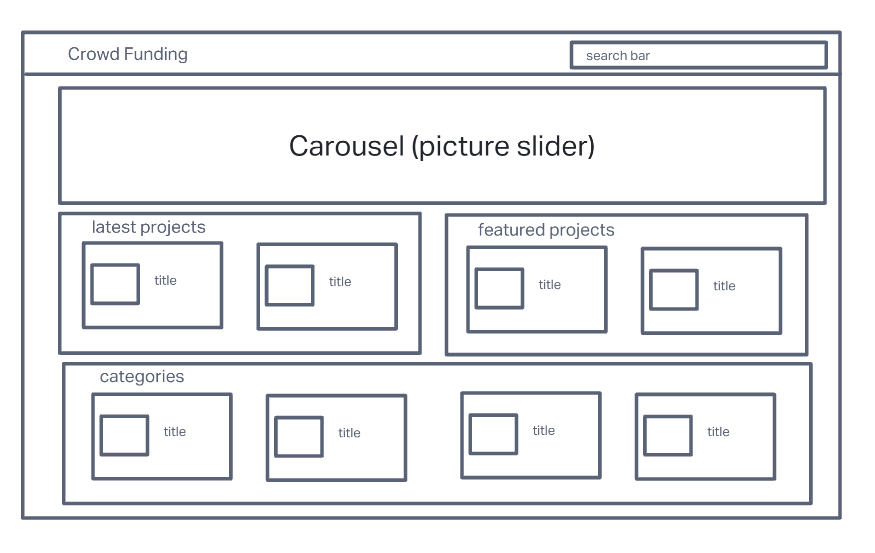 Crowd Funding
search bar
Carousel (picture slider)
latest projects
title
title
featured projects
title
title
categories
title
title
title
title